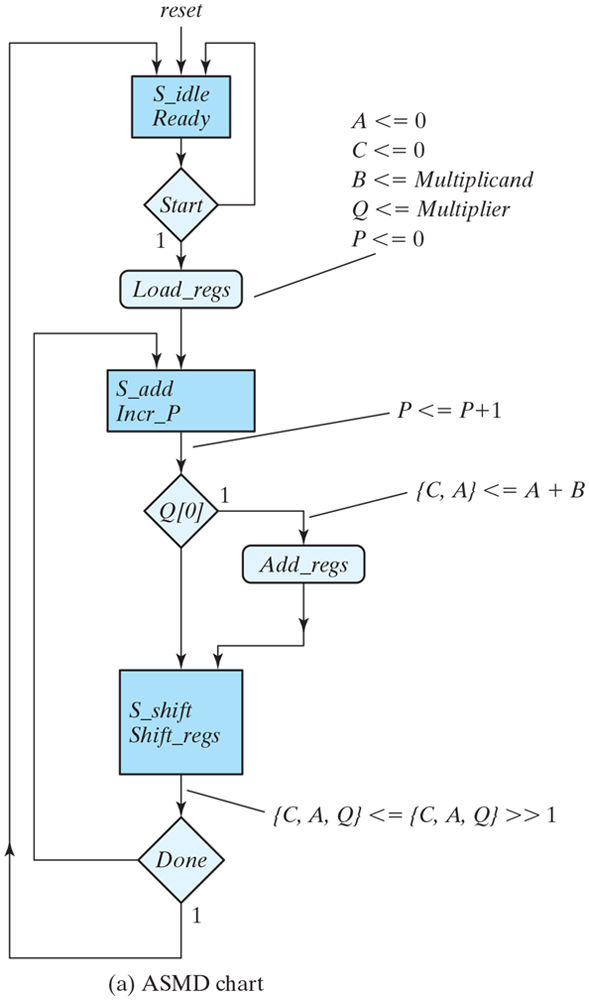 reset
S_idle
Ready
A <= 0
C <= 0
B <= Multiplicand
Q <= Multiplier
P <= 0
Start
1
Load_regs
S_add
Incr_P
P <= P+1
Q[0]
1
{C, A} <= A + B
Add_regs
S_shift
Shift_regs
{C, A, Q} <= {C, A, Q} >> 1
Done
1
(a) ASMD chart